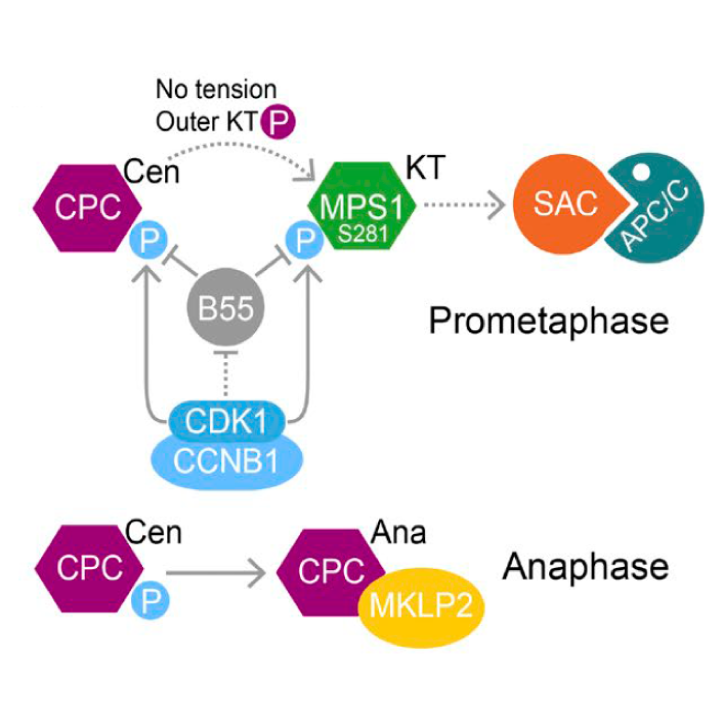 No tension
Outer KT P
Cen
KT
CPC
P
MPS1
S281
P
SAC
APC/C
B55
Prometaphase
CDK1
CCNB1
Cen
Ana
CPC
P
CPC
MKLP2
Anaphase